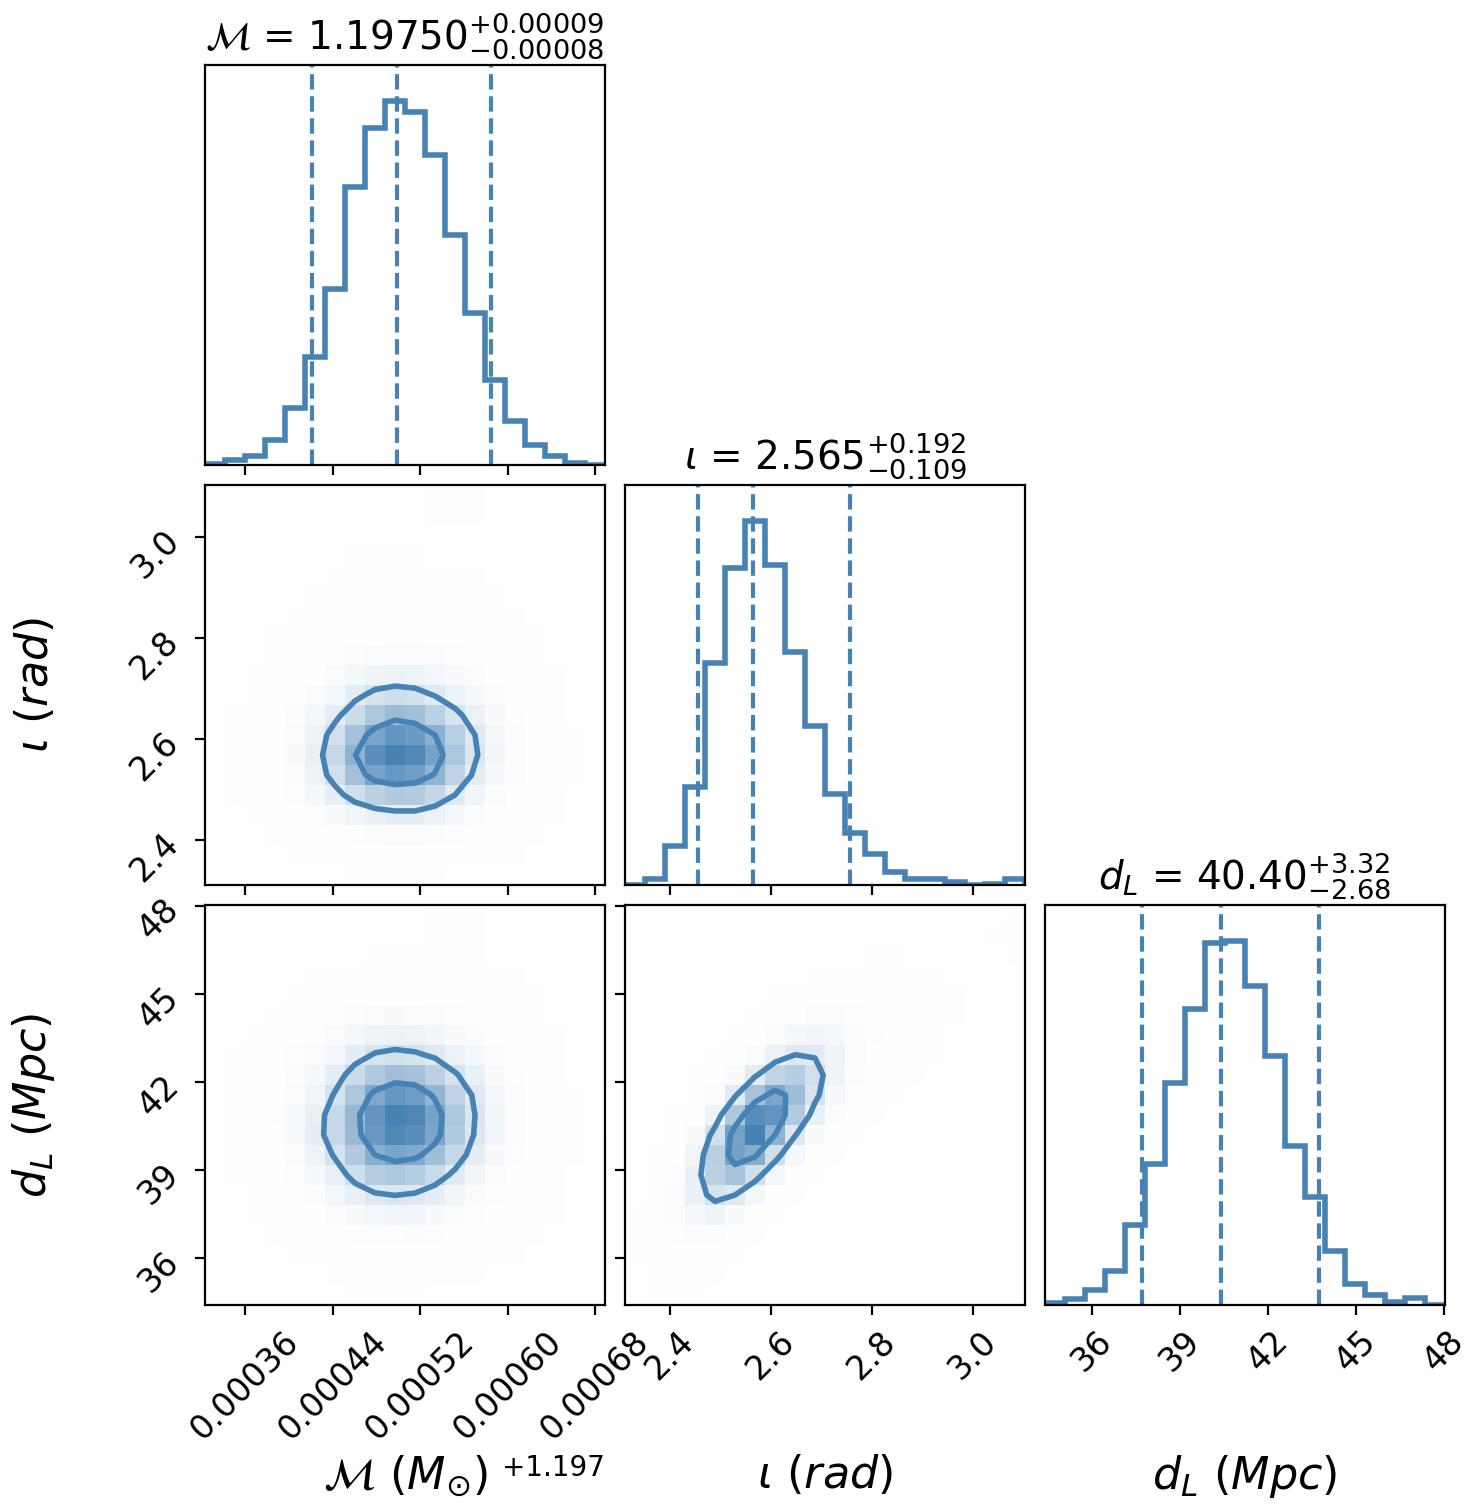 ℳ = 1.19750+0.00009−0.00008
ι = 2.565+0.192−0.109
3.0
2.8
2.6
2.4
ι (rad)
d_L = 40.40+3.32−2.68
48
45
42
39
36
d_L (Mpc)
0.00036 0.00044 0.00052 0.00060 0.00068
2.4 2.6 2.8 3.0
36 39 42 45 48
ℳ (M⊙) +1.197
ι (rad)
d_L (Mpc)